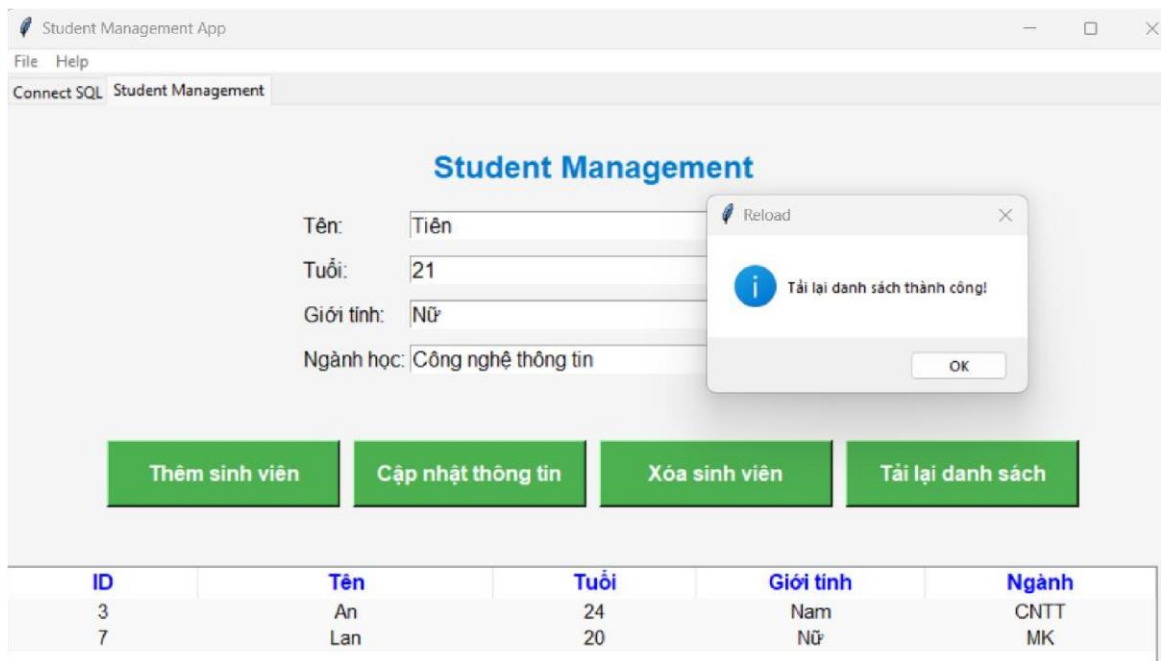 Student Management App
File Help
Connect SQL Student Management
Student Management
Tên: Tiên
Tuổi: 21
Giới tính: Nữ
Ngành học: Công nghệ thông tin
Reload
Tải lại danh sách thành công!
OK
Thêm sinh viên Cập nhật thông tin Xóa sinh viên Tải lại danh sách
ID Tên Tuổi Giới tính Ngành
3 An 24 Nam CNTT
7 Lan 20 Nữ MK